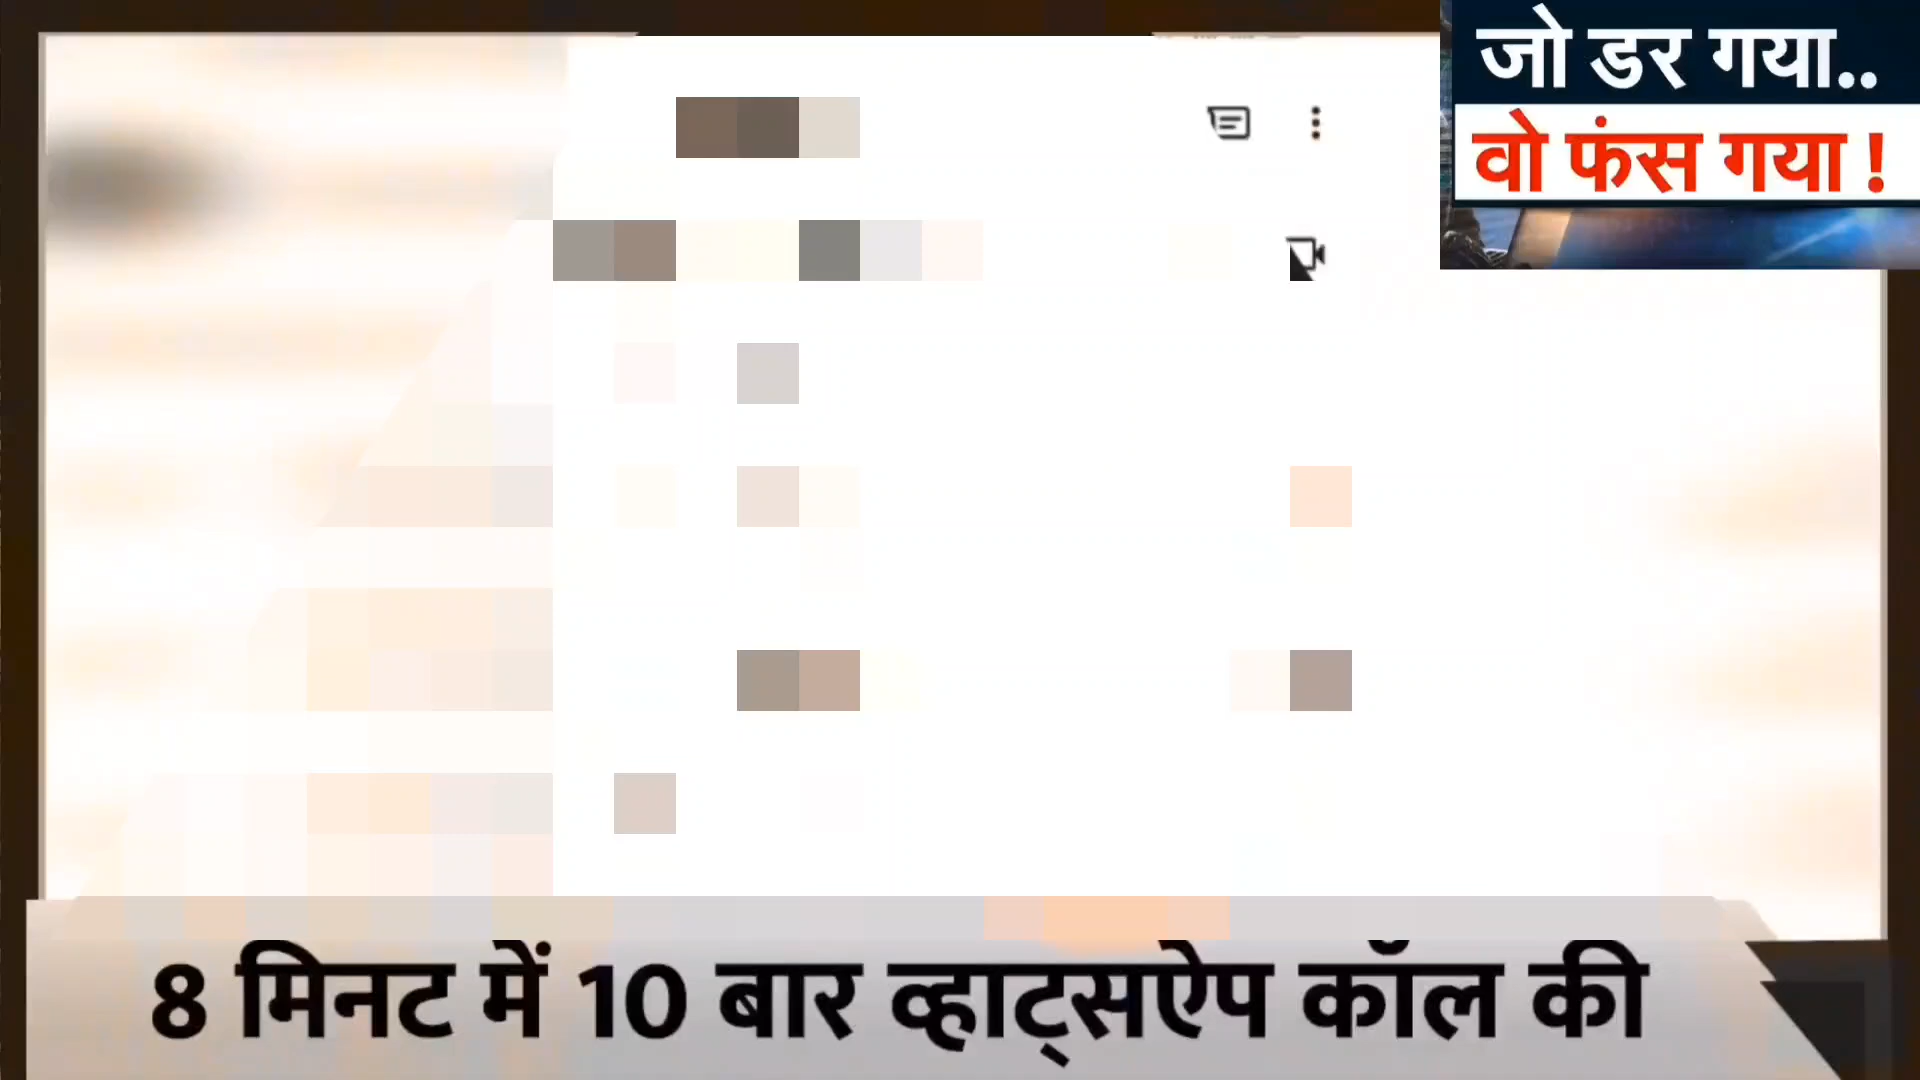 जो डर गया..
वो फंस गया !
8 मिनट में 10 बार व्हाट्सऐप कॉल की